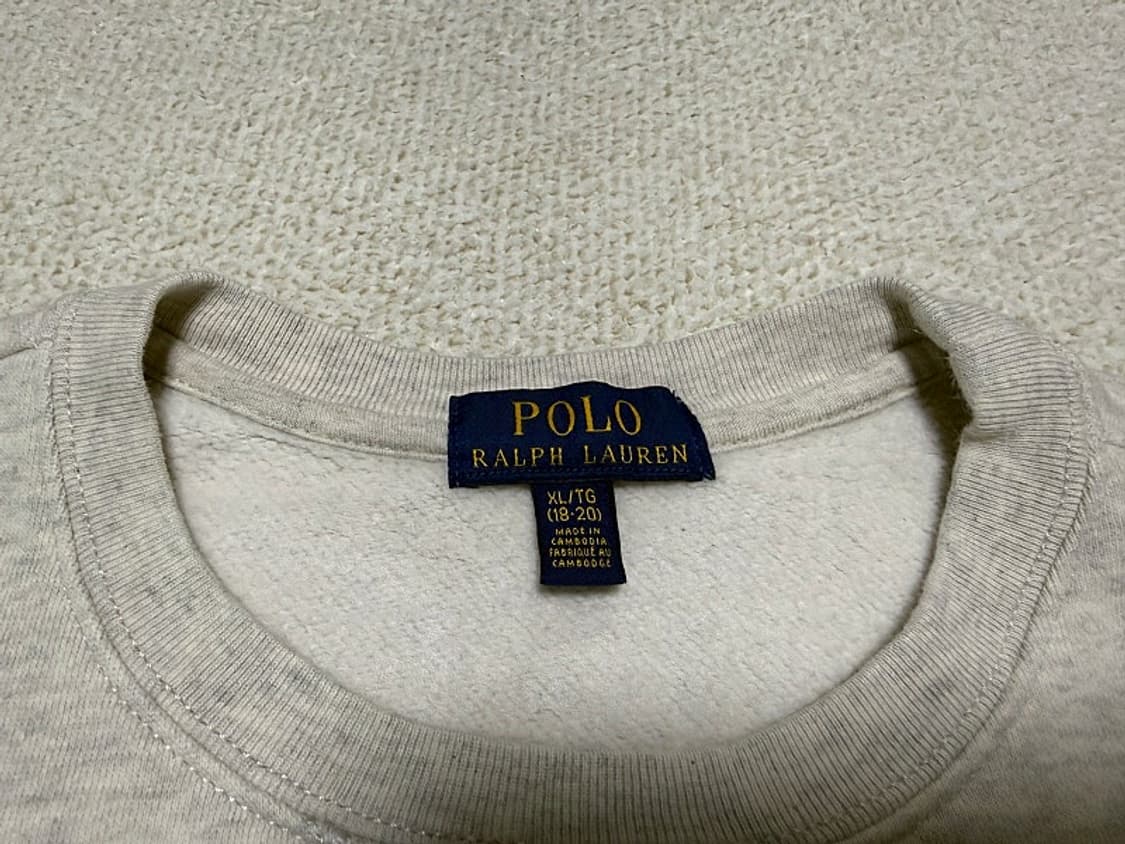 POLO
RALPH LAUREN
XL/TG
(18-20)
MADE IN
CAMBODIA
FABRIQUÉ AU
CAMBODGE